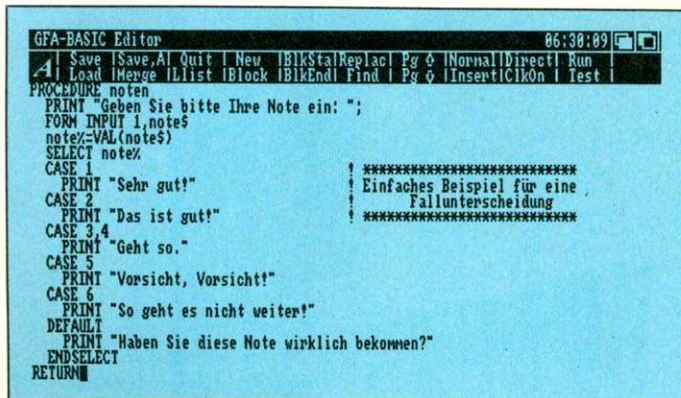 GFA-BASIC Editor 06:30:09
Save |Save,A| Quit | New |BlkSta|Replac| Pg ⇧ |Normal|Direct| Run |
A| Load |Merge |Llist |Block |BlkEnd| Find | Pg ⇩ |Insert|ClkOn | Test |
PROCEDURE noten
PRINT "Geben Sie bitte Ihre Note ein: ";
FORM INPUT 1,note$
note%=VAL(note$)
SELECT note%
CASE 1 ! **************************
PRINT "Sehr gut!" ! Einfaches Beispiel für eine
CASE 2 ! Fallunterscheidung
PRINT "Das ist gut!" ! **************************
CASE 3,4
PRINT "Geht so."
CASE 5
PRINT "Vorsicht, Vorsicht!"
CASE 6
PRINT "So geht es nicht weiter!"
DEFAULT
PRINT "Haben Sie diese Note wirklich bekommen?"
ENDSELECT
RETURN